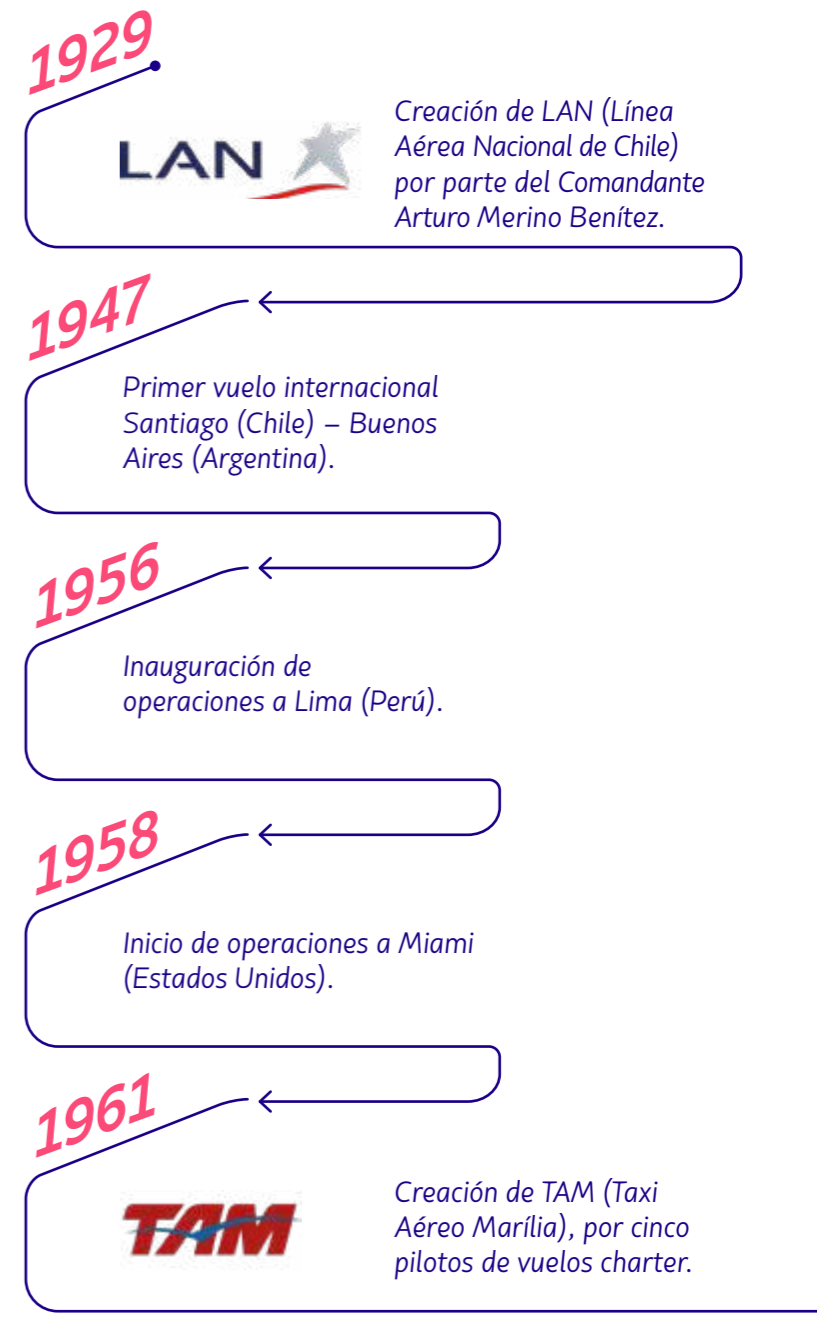 1929
LAN
Creación de LAN (Línea
Aérea Nacional de Chile)
por parte del Comandante
Arturo Merino Benítez.
1947
Primer vuelo internacional
Santiago (Chile) – Buenos
Aires (Argentina).
1956
Inauguración de
operaciones a Lima (Perú).
1958
Inicio de operaciones a Miami
(Estados Unidos).
1961
TAM
Creación de TAM (Taxi
Aéreo Marília), por cinco
pilotos de vuelos charter.